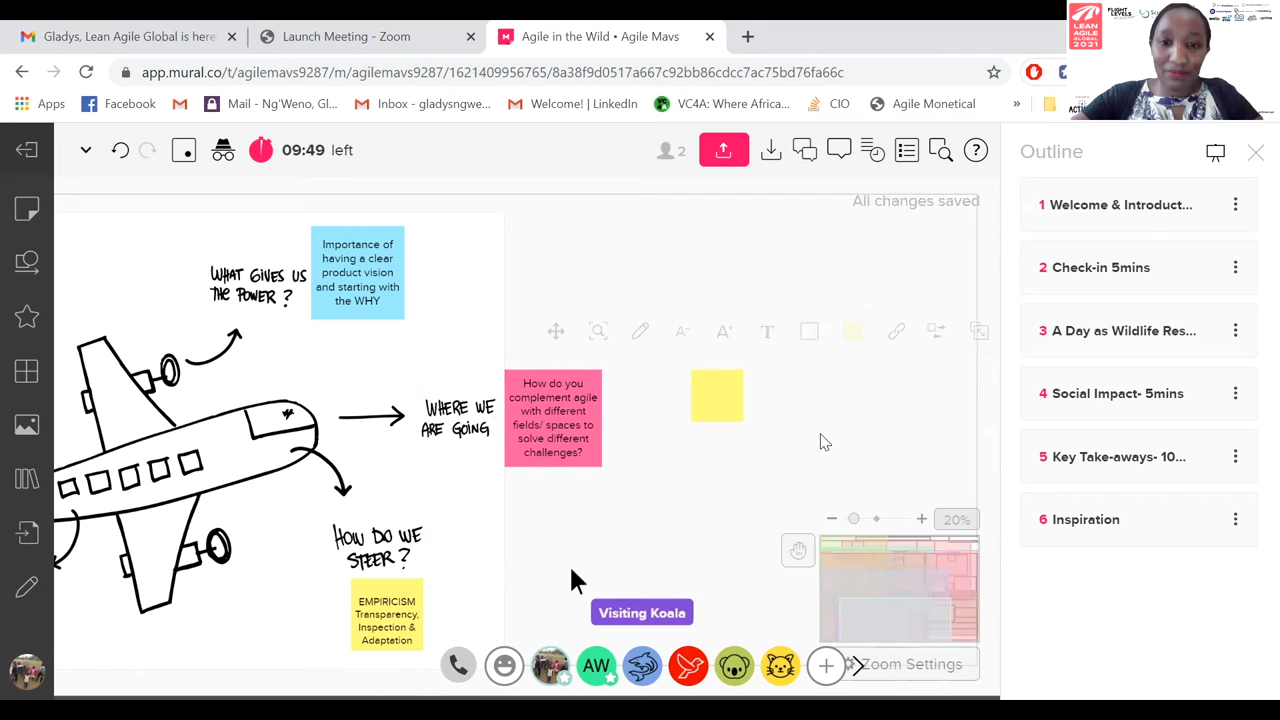 Gladys, Lean Agile Global is here
Launch Meeting - Zoom
Agile in the Wild • Agile Mavs
app.mural.co/t/agilemavs9287/m/agilemavs9287/1621409956765/8a38f9d0517a667c92bb86cdcc7ac75bd76fa66c
Apps
Facebook
Mail - Ng'Weno, Gl...
Inbox - gladysngwe...
Welcome! | LinkedIn
VC4A: Where Africa...
CIO
Agile Monetical
»
LEAN
AGILE
GLOBAL
2021
FLIGHT
LEVELS
ACADEMY
09:49 left
2
All changes saved
WHAT GIVES US
THE POWER?
Importance of
having a clear
product vision
and starting with
the WHY
WHERE WE
ARE GOING
How do you
complement agile
with different
fields/ spaces to
solve different
challenges?
HOW DO WE
STEER?
EMPIRICISM
Transparency,
Inspection &
Adaptation
20%
Visiting Koala
AW
Zoom Settings
Outline
1 Welcome & Introduct...
2 Check-in 5mins
3 A Day as Wildlife Res...
4 Social Impact- 5mins
5 Key Take-aways- 10...
6 Inspiration